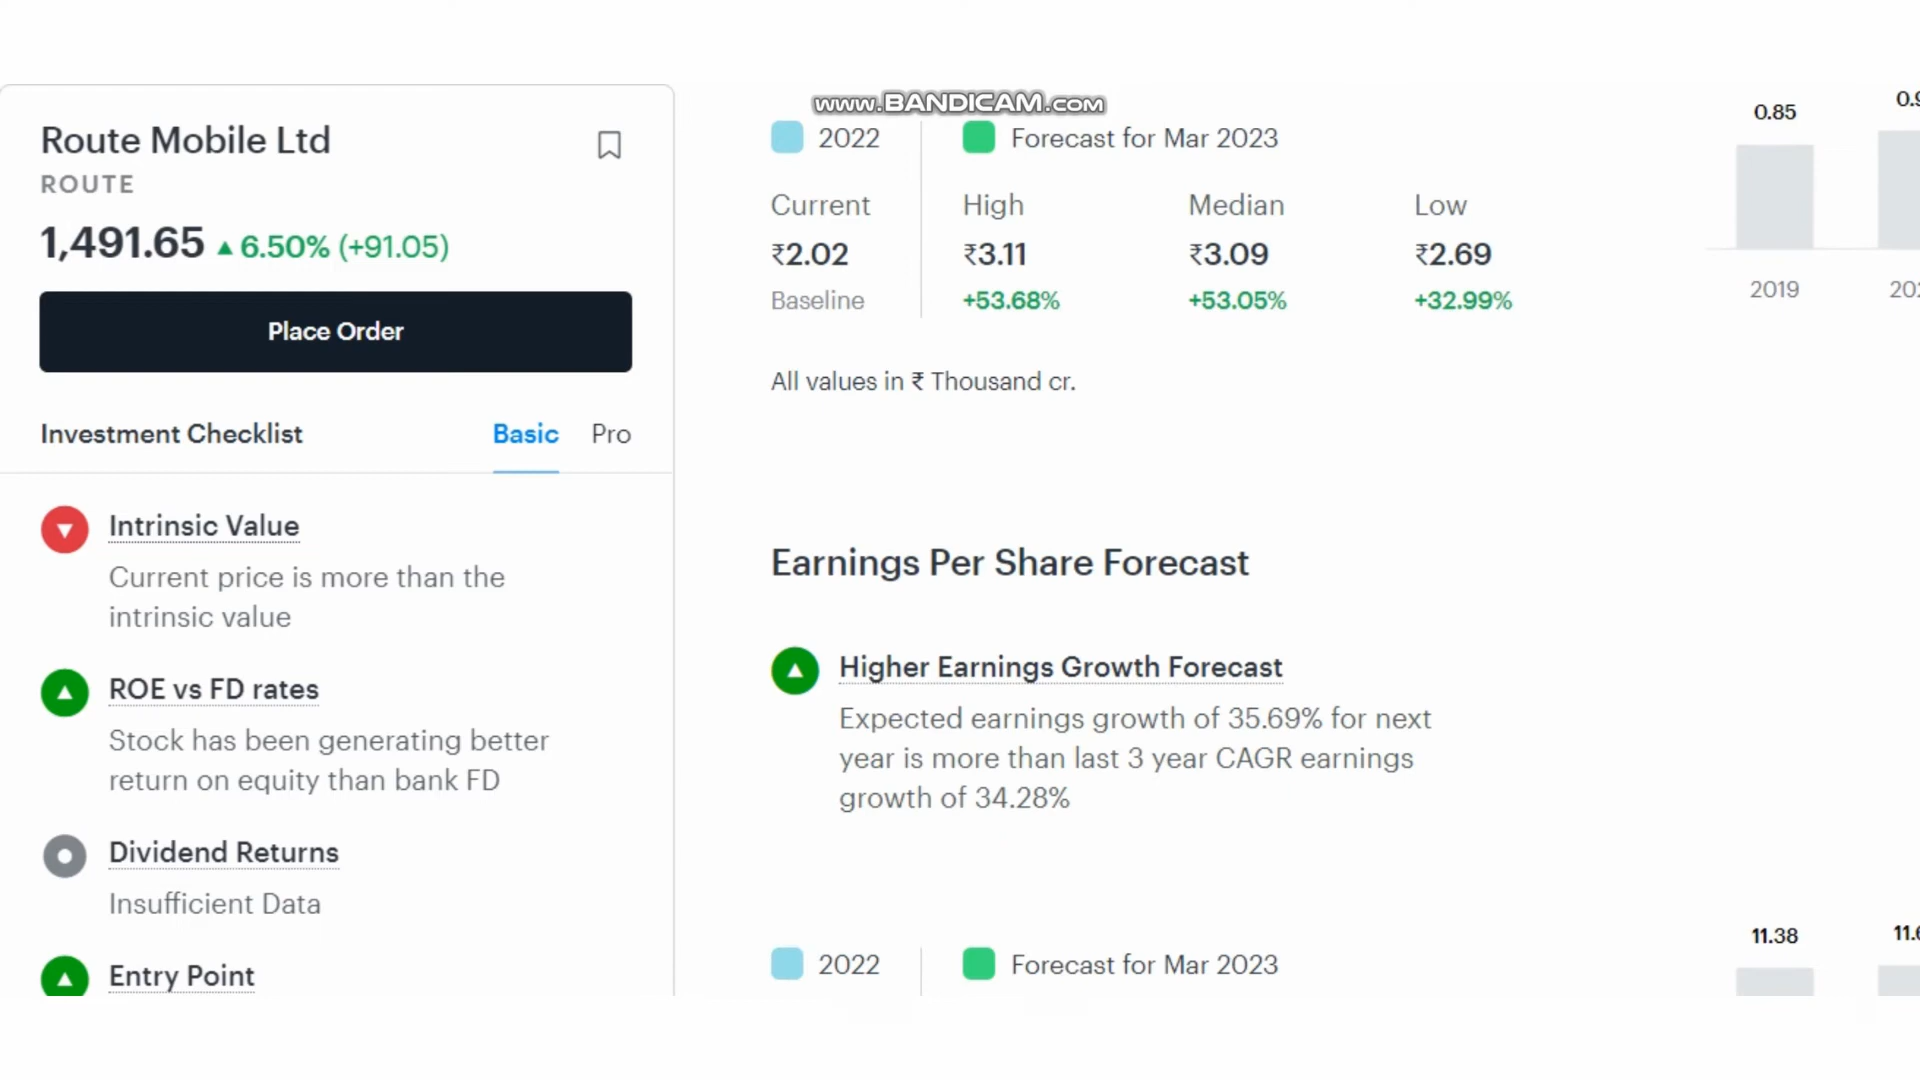 www.BANDICAM.com
Route Mobile Ltd
ROUTE
1,491.65 ▲ 6.50% (+91.05)
Place Order
Investment Checklist Basic Pro
Intrinsic Value
Current price is more than the
intrinsic value
ROE vs FD rates
Stock has been generating better
return on equity than bank FD
Dividend Returns
Insufficient Data
Entry Point
2022 Forecast for Mar 2023
Current High Median Low
₹2.02 ₹3.11 ₹3.09 ₹2.69
Baseline +53.68% +53.05% +32.99%
All values in ₹ Thousand cr.
Earnings Per Share Forecast
Higher Earnings Growth Forecast
Expected earnings growth of 35.69% for next
year is more than last 3 year CAGR earnings
growth of 34.28%
2022 Forecast for Mar 2023
0.85
2019
11.38